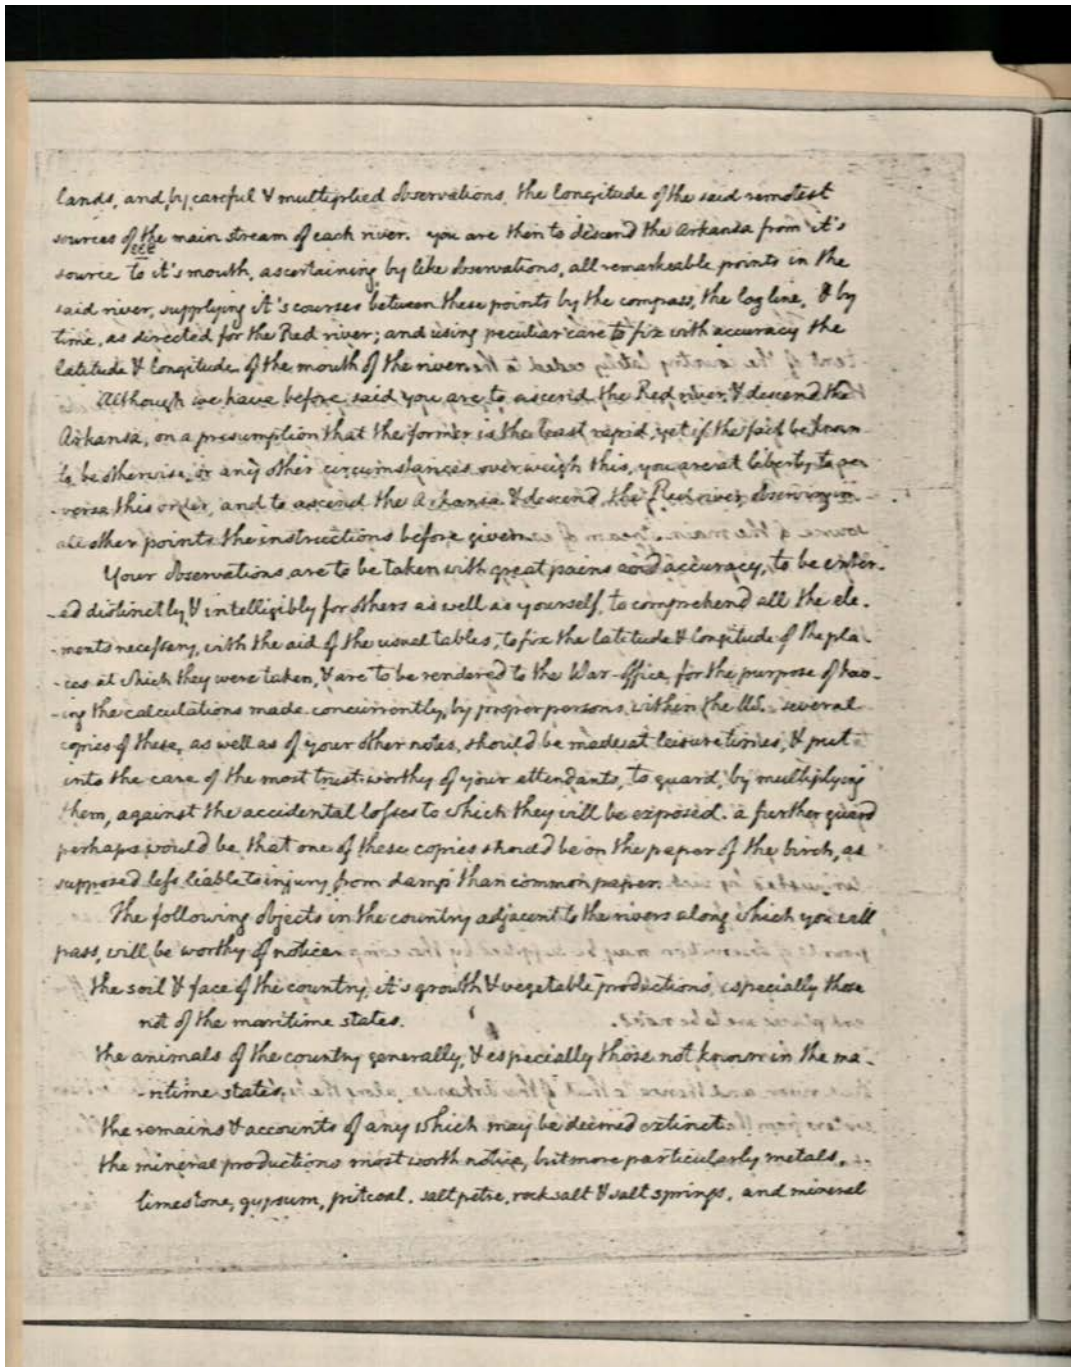 lands, and, by careful & multiplied observations, the longitude of the said remotest
sources of the main stream of each river. you are then to descend the Arkansa from it's
source to it's mouth, ascertaining by like observations, all remarkeable points in the
said river, supplying it's courses between these points by the compass, the log line, & by
time, as directed for the Red river; and using peculiar care to fix with accuracy the
latitude & longitude of the mouth of the river.
Although we have before said you are to ascend the Red river, & descend the
Arkansa, on a presumption that the former is the least rapid, yet if the fact be known
to be otherwise, or any other circumstances overweigh this, you are at liberty to re-
-verse this order, and to ascend the Arkansa & descend the Red river, observing in
all other points the instructions before given.
Your observations are to be taken with great pains and accuracy, to be enter-
-ed distinctly & intelligibly for others as well as yourself, to comprehend all the ele-
-ments necessary, with the aid of the usual tables, to fix the latitude & longitude of the pla-
-ces at which they were taken, & are to be rendered to the War-office, for the purpose of hav-
-ing the calculations made concurrently, by proper persons within the US. several
copies of these, as well as of your other notes, should be made at leisure times, & put
into the care of the most trust-worthy of your attendants, to guard, by multiplying
them, against the accidental losses to which they will be exposed. a further guard
perhaps would be that one of these copies should be on the paper of the birch, as
supposed less liable to injury from damp than common paper.
The following objects in the country adjacent to the rivers along which you will
pass, will be worthy of notice.
the soil & face of the country, it's growth & vegetable productions, especially those
not of the maritime states.
the animals of the country generally, & especially those not known in the ma-
-ritime states.
the remains & accounts of any which may be deemed extinct.
the mineral productions most worth notice, but more particularly metals,
limestone, gypsum, pitcoal, saltpetre, rock salt & salt springs, and mineral